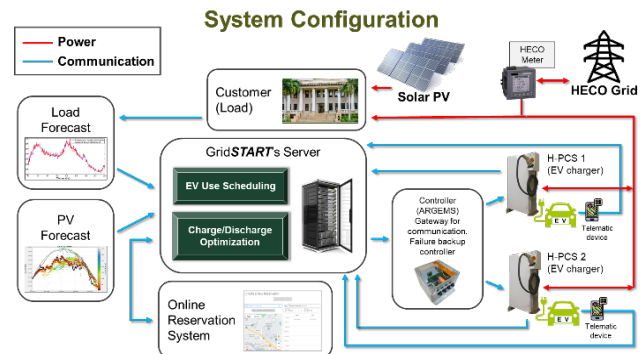 System Configuration
Power
Communication
HECO
Meter
HECO Grid
Customer
(Load)
Solar PV
Load
Forecast
GridSTART's Server
EV Use Scheduling
Charge/Discharge
Optimization
PV
Forecast
Controller
(ARGEMS)
Gateway for
communication.
Failure backup
controller
H-PCS 1
(EV charger)
EV
Telematic
device
H-PCS 2
(EV charger)
EV
Telematic
device
Online
Reservation
System